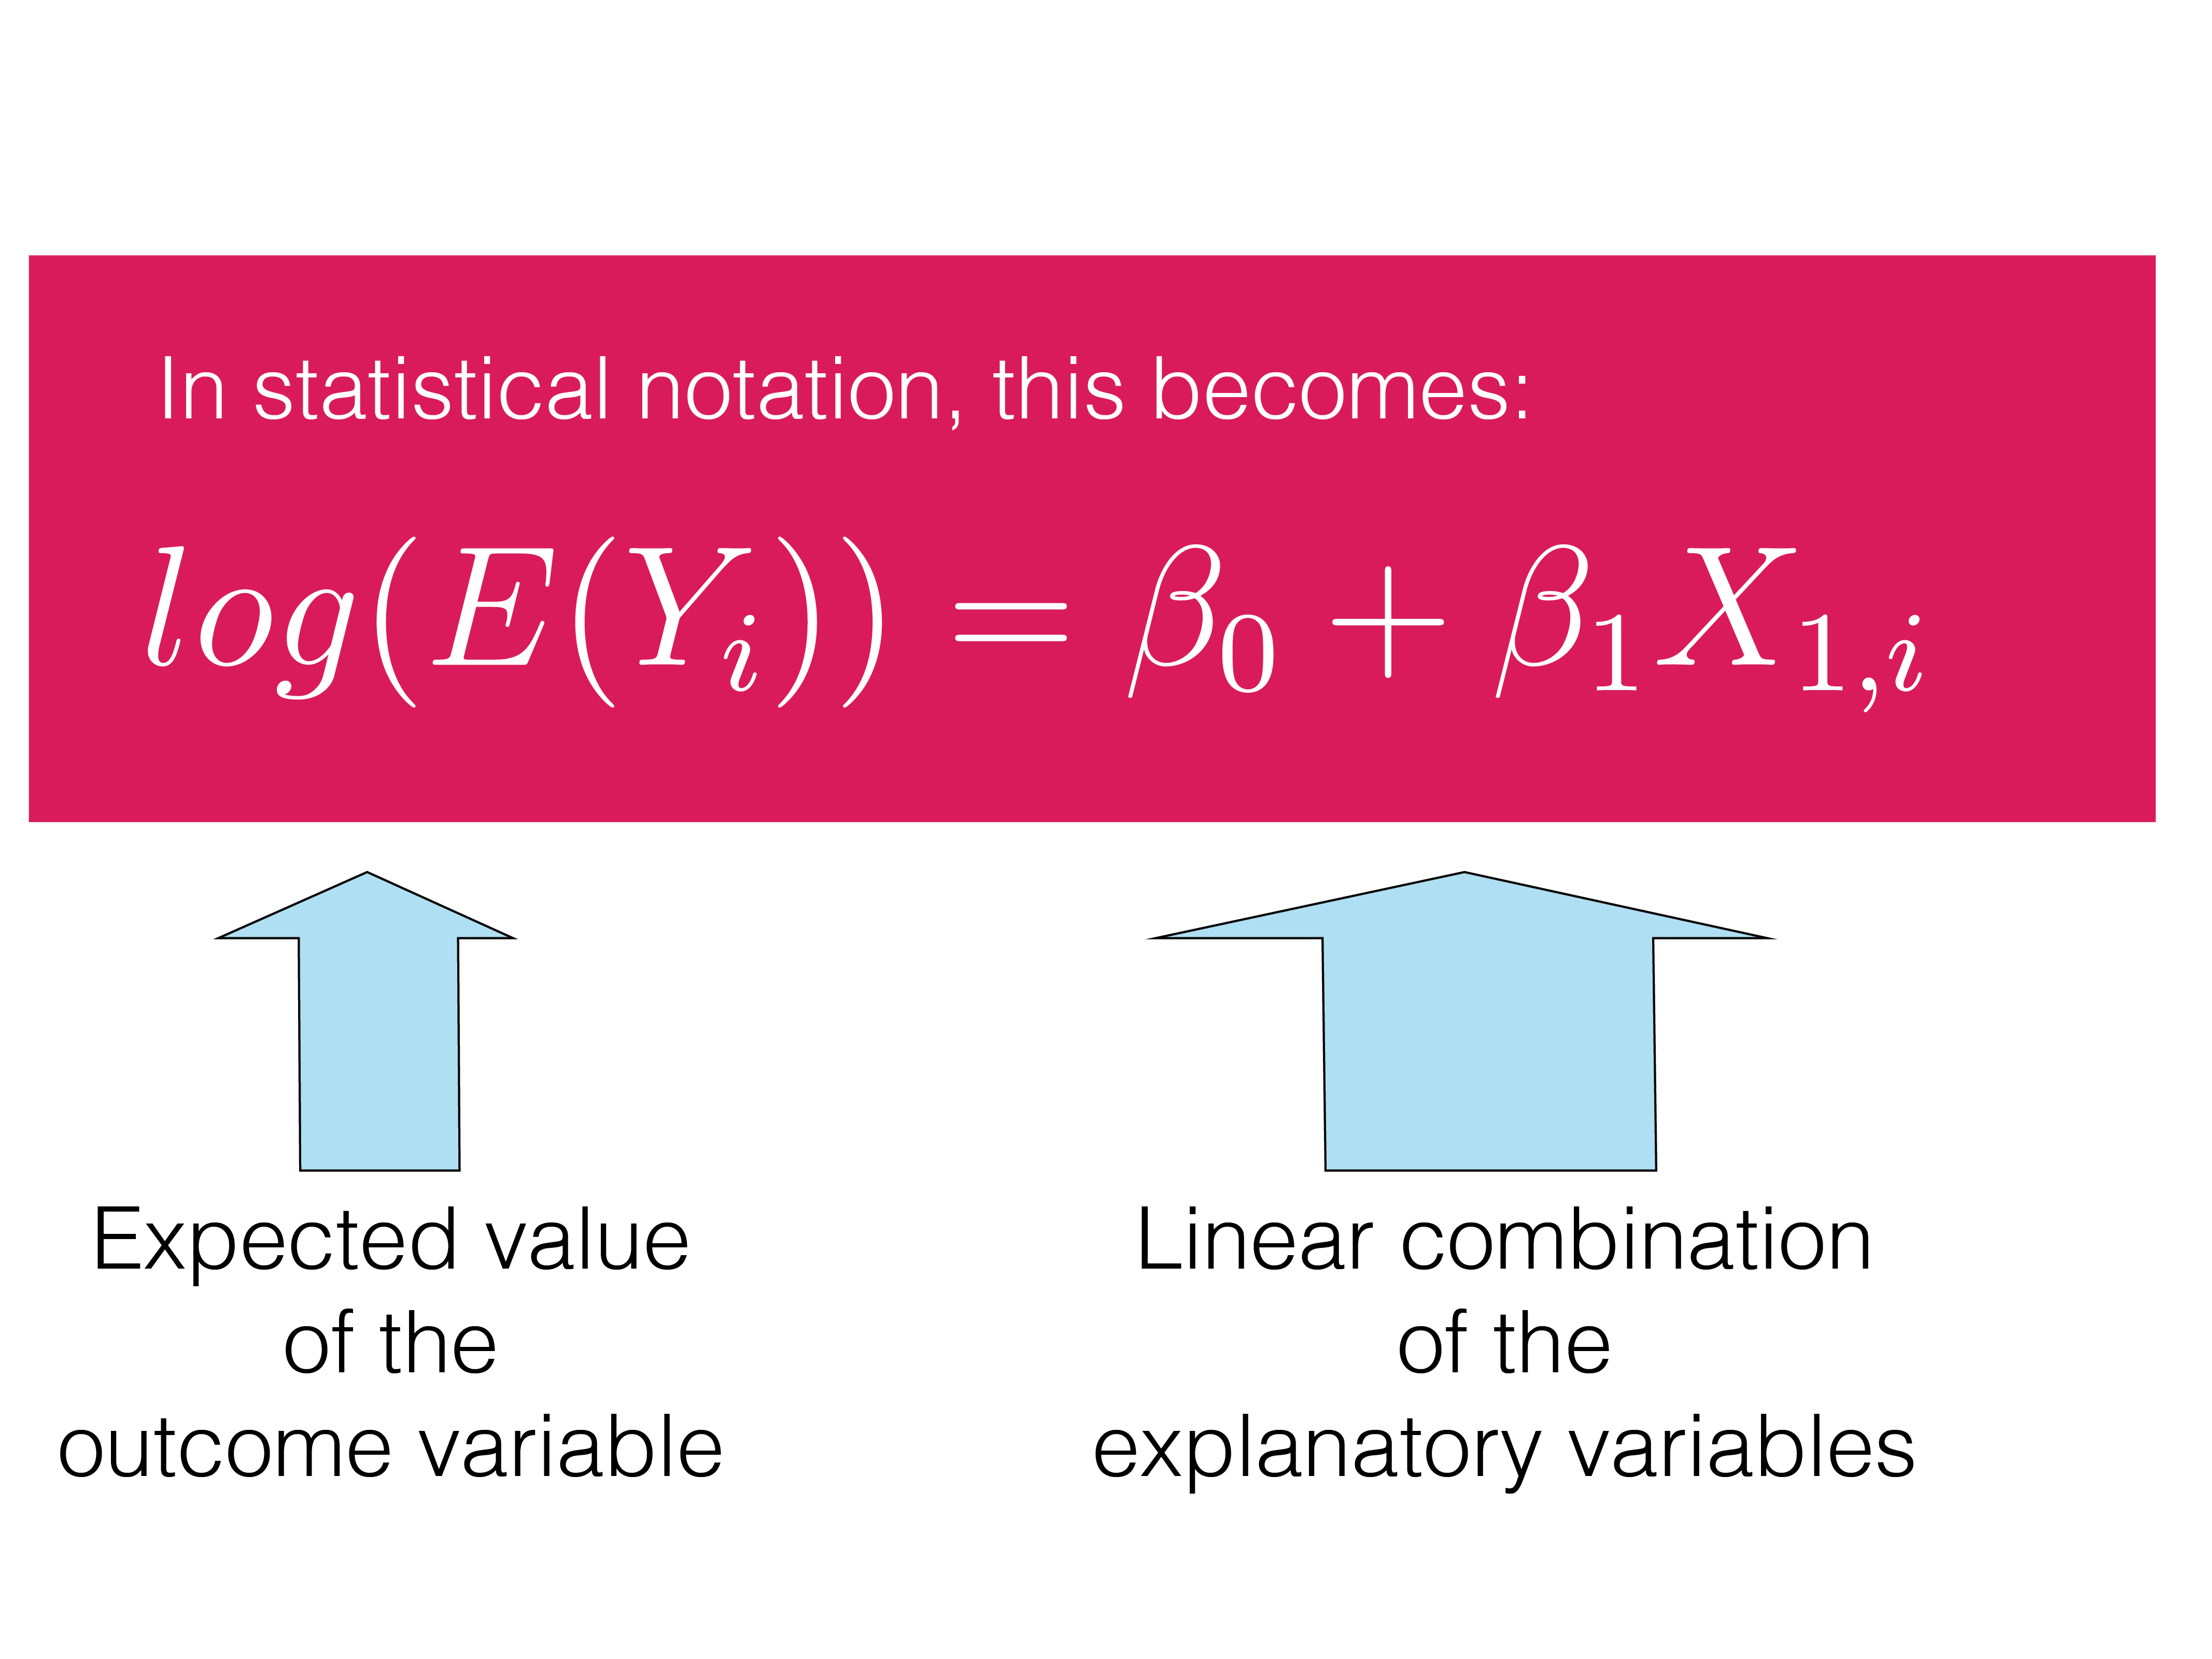 In statistical notation, this becomes:
log(E(Y_i)) = β_0 + β_1X_{1,i}
Expected value
of the
outcome variable
Linear combination
of the
explanatory variables